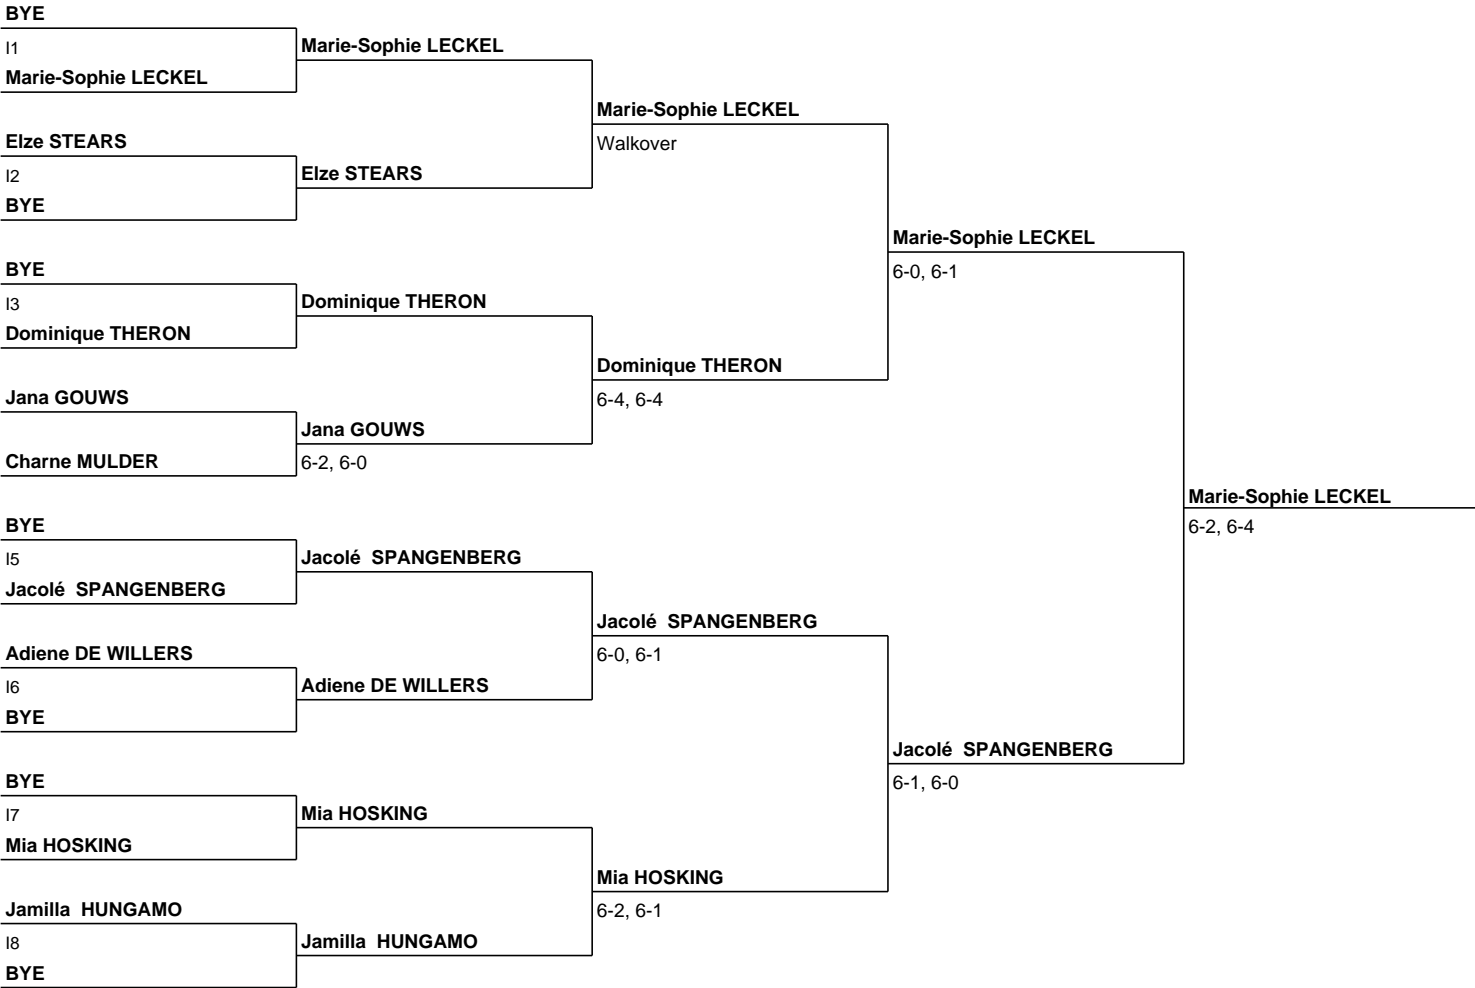 BYE
I1
Marie-Sophie LECKEL
Elze STEARS
I2
BYE
BYE
I3
Dominique THERON
Jana GOUWS
Charne MULDER
BYE
I5
Jacolé  SPANGENBERG
Adiene DE WILLERS
I6
BYE
BYE
I7
Mia HOSKING
Jamilla  HUNGAMO
I8
BYE
Marie-Sophie LECKEL
Elze STEARS
Dominique THERON
Jana GOUWS
6-2, 6-0
Jacolé  SPANGENBERG
Adiene DE WILLERS
Mia HOSKING
Jamilla  HUNGAMO
Marie-Sophie LECKEL
Walkover
Dominique THERON
6-4, 6-4
Jacolé  SPANGENBERG
6-0, 6-1
Mia HOSKING
6-2, 6-1
Marie-Sophie LECKEL
6-0, 6-1
Jacolé  SPANGENBERG
6-1, 6-0
Marie-Sophie LECKEL
6-2, 6-4